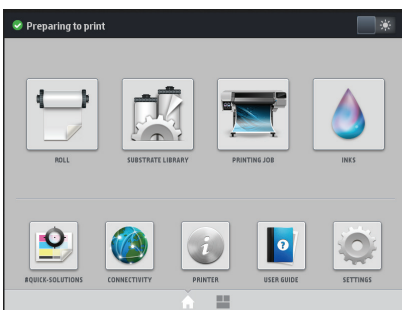 Preparing to print
ROLL
SUBSTRATE LIBRARY
PRINTING JOB
INKS
#QUICK-SOLUTIONS
CONNECTIVITY
PRINTER
USER GUIDE
SETTINGS